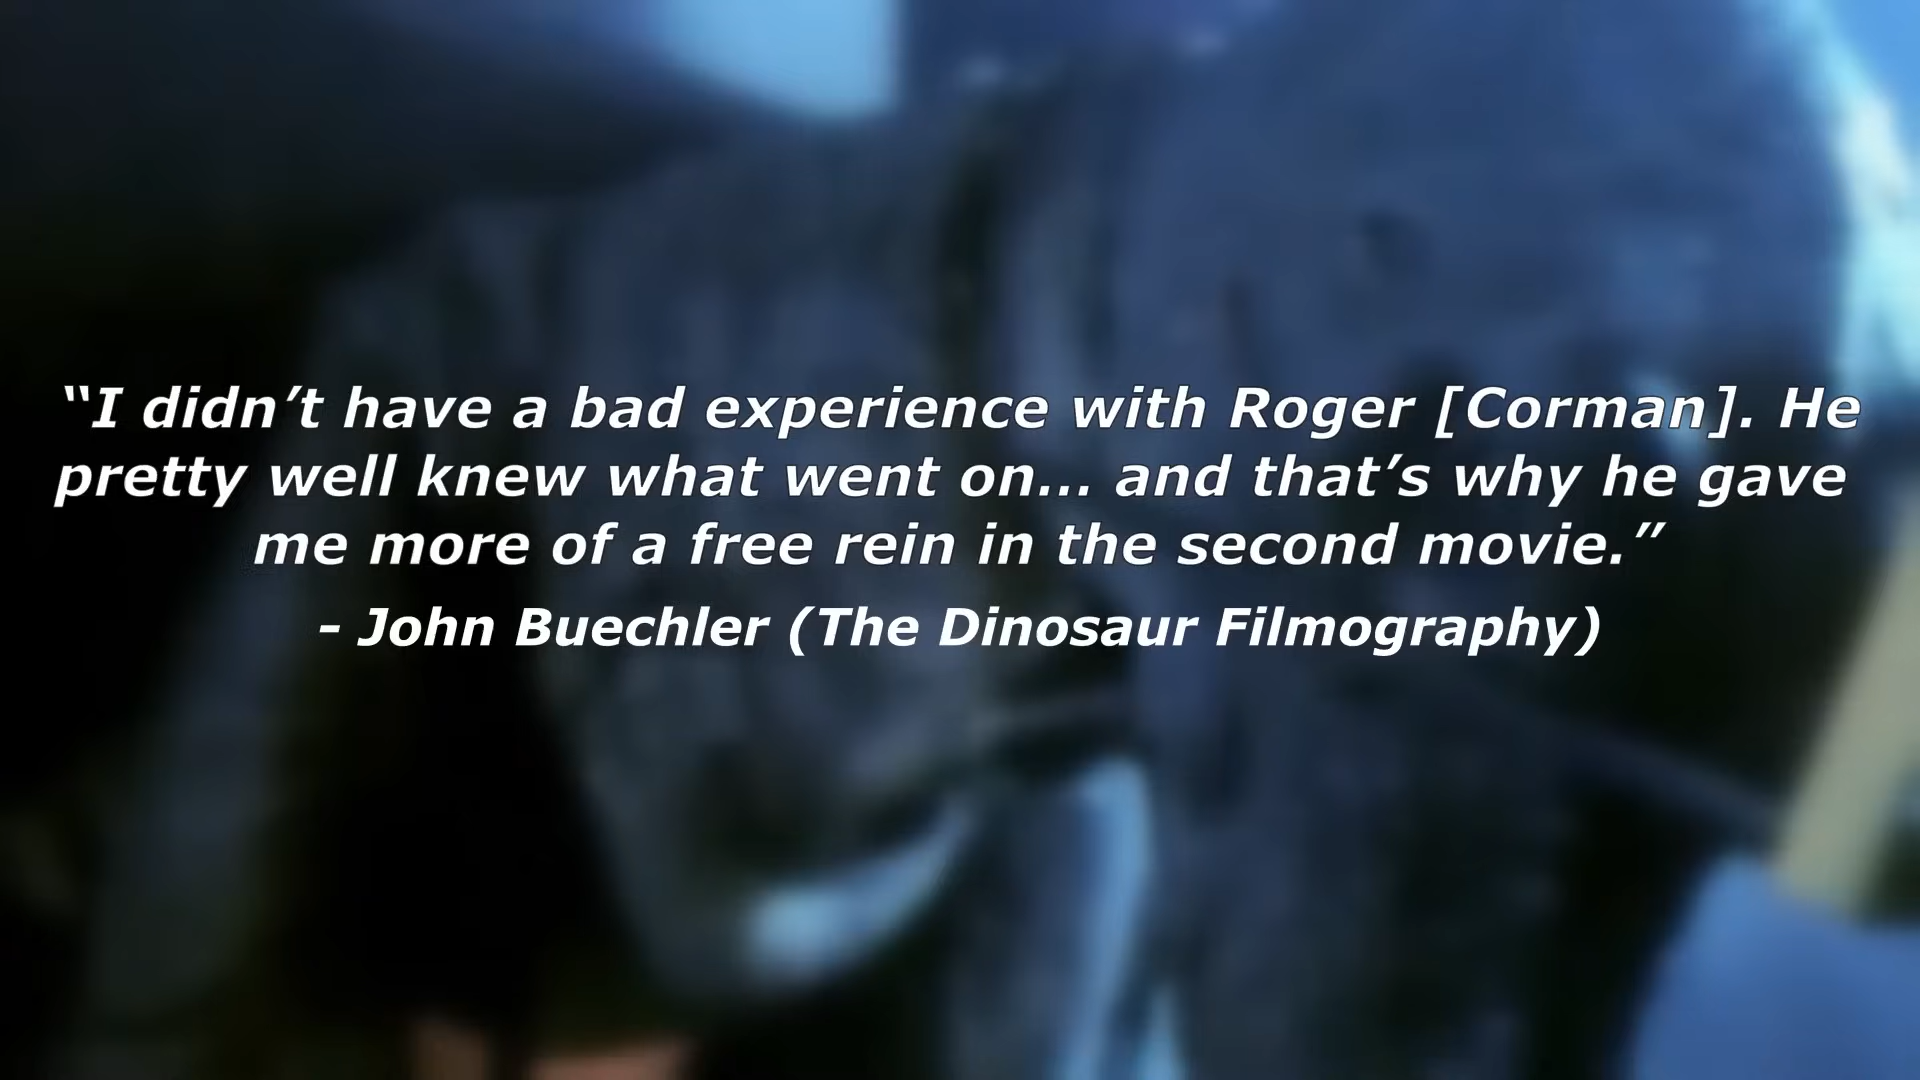 “I didn’t have a bad experience with Roger [Corman]. He
pretty well knew what went on... and that’s why he gave
me more of a free rein in the second movie.”
- John Buechler (The Dinosaur Filmography)